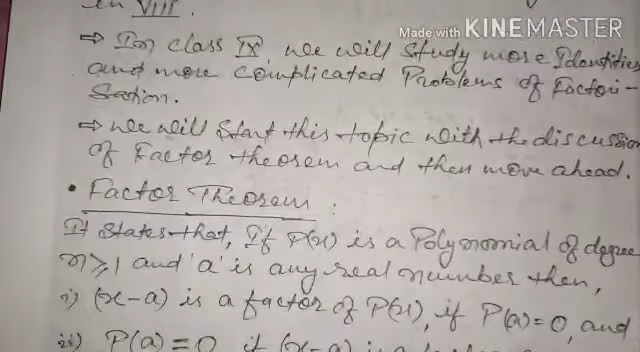 in VIII.
Made with KINEMASTER
⇒ In class IX, we will study more Identities
and more complicated Problems of Factori-
sation.
⇒ we will start this topic with the discussion
of Factor theorem and then move ahead.
• Factor Theorem :
It states that, If P(x) is a Polynomial of degree
n ≥ 1 and 'a' is any real number then,
i) (x-a) is a factor of P(x), if P(a)=0, and
ii) P(a) = 0 if (x-a) is a